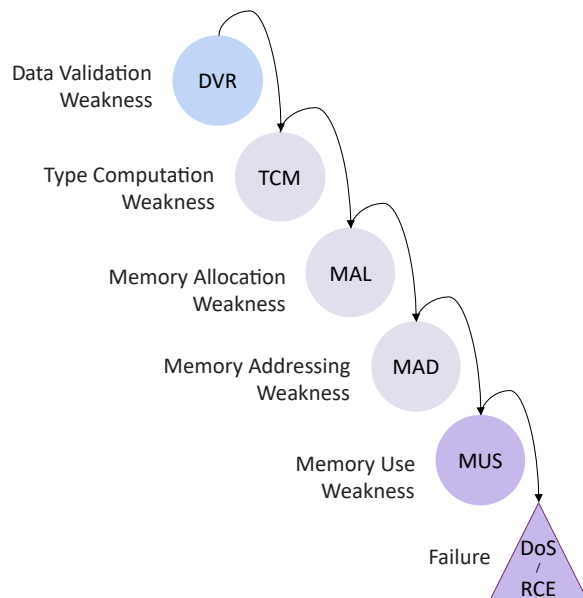 Data Validation
Weakness
DVR
Type Computation
Weakness
TCM
Memory Allocation
Weakness
MAL
Memory Addressing
Weakness
MAD
Memory Use
Weakness
MUS
Failure
DoS
/
RCE